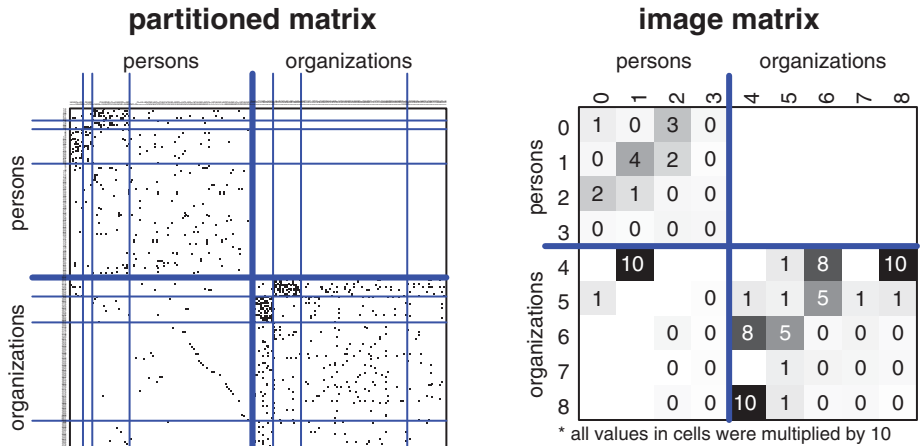 partitioned matrix
persons organizations
persons
organizations
image matrix
persons organizations
0 1 2 3 4 5 6 7 8
persons
organizations
0 1 0 3 0
1 0 4 2 0
2 2 1 0 0
3 0 0 0 0
4 10 1 8 10
5 1 0 1 1 5 1 1
6 0 0 8 5 0 0 0
7 0 0 1 0 0 0
8 0 0 10 1 0 0 0
* all values in cells were multiplied by 10